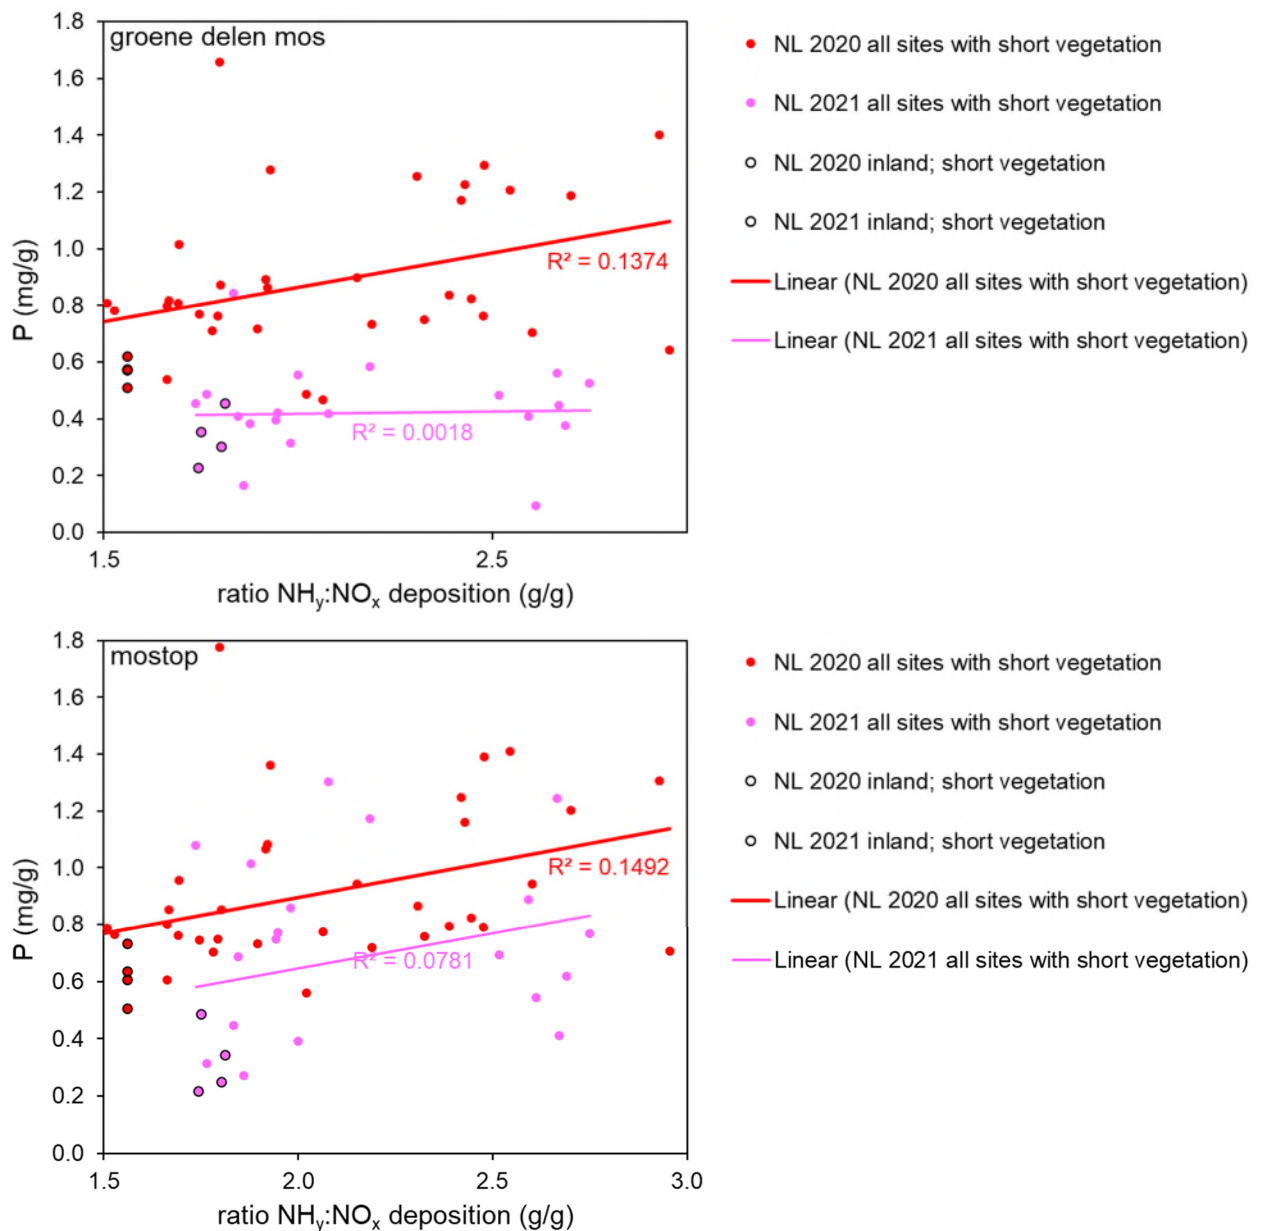 groene delen mos
1.8
1.6
1.4
1.2
1.0
0.8
0.6
0.4
0.2
0.0
P (mg/g)
R² = 0.1374
R² = 0.0018
1.5
2.5
ratio NHy:NOx deposition (g/g)
NL 2020 all sites with short vegetation
NL 2021 all sites with short vegetation
NL 2020 inland; short vegetation
NL 2021 inland; short vegetation
Linear (NL 2020 all sites with short vegetation)
Linear (NL 2021 all sites with short vegetation)
mostop
1.8
1.6
1.4
1.2
1.0
0.8
0.6
0.4
0.2
0.0
P (mg/g)
R² = 0.1492
R² = 0.0781
1.5
2.0
2.5
3.0
ratio NHy:NOx deposition (g/g)
NL 2020 all sites with short vegetation
NL 2021 all sites with short vegetation
NL 2020 inland; short vegetation
NL 2021 inland; short vegetation
Linear (NL 2020 all sites with short vegetation)
Linear (NL 2021 all sites with short vegetation)